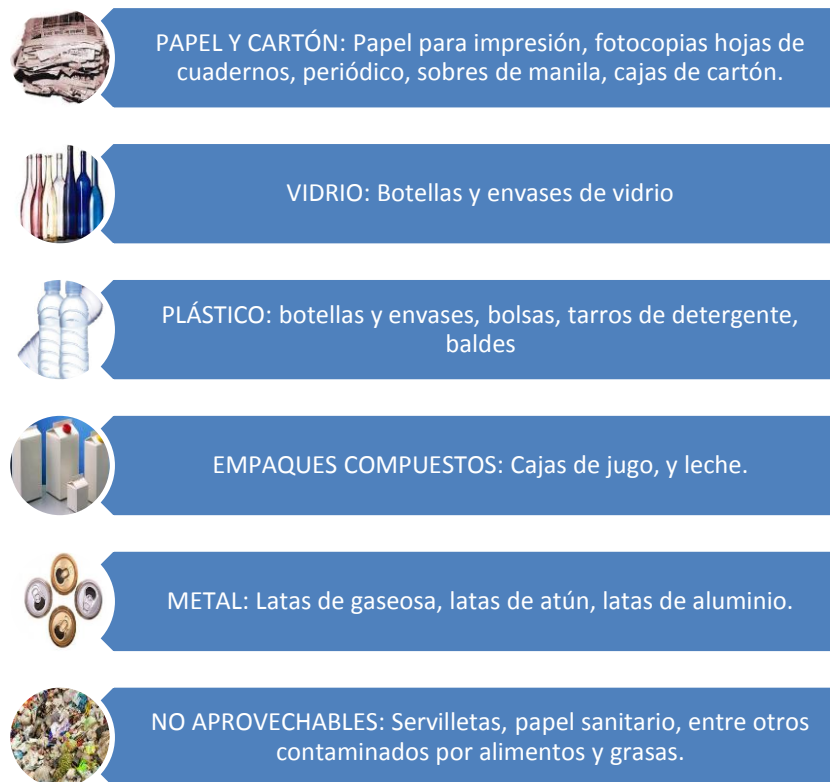 PAPEL Y CARTÓN: Papel para impresión, fotocopias hojas de
cuadernos, periódico, sobres de manila, cajas de cartón.
VIDRIO: Botellas y envases de vidrio
PLÁSTICO: botellas y envases, bolsas, tarros de detergente,
baldes
EMPAQUES COMPUESTOS: Cajas de jugo, y leche.
METAL: Latas de gaseosa, latas de atún, latas de aluminio.
NO APROVECHABLES: Servilletas, papel sanitario, entre otros
contaminados por alimentos y grasas.